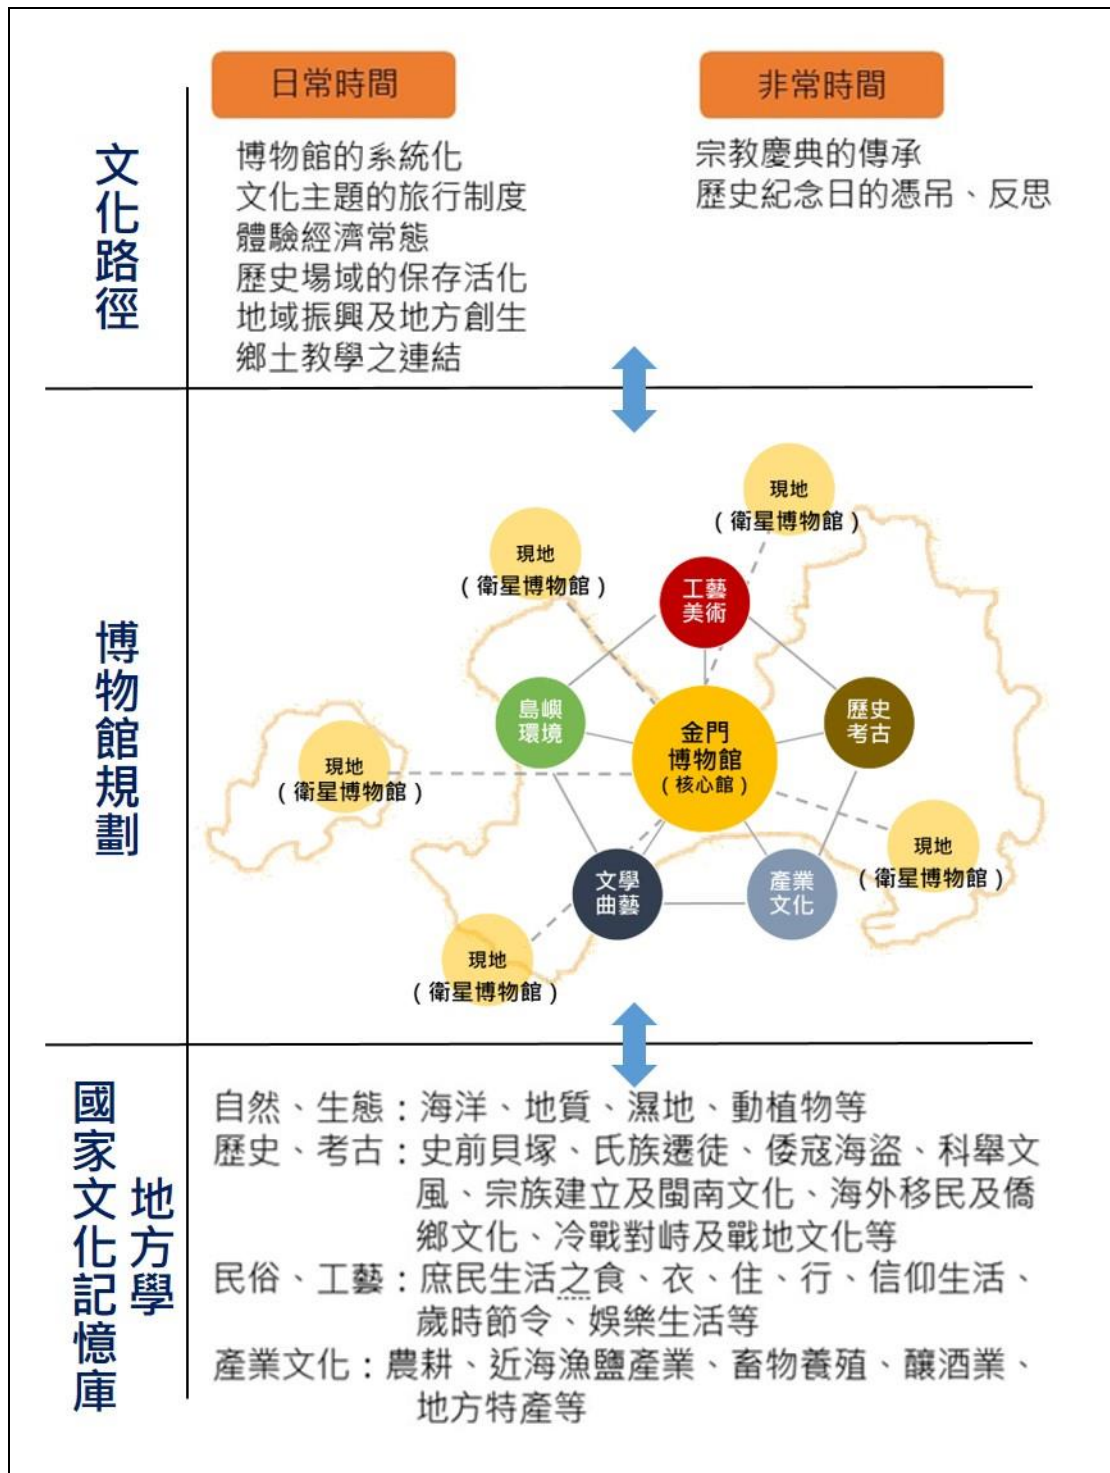 文化路徑
日常時間
博物館的系統化
文化主題的旅行制度
體驗經濟常態
歷史場域的保存活化
地域振興及地方創生
鄉土教學之連結
非常時間
宗教慶典的傳承
歷史紀念日的憑吊、反思
博物館規劃
現地
（衛星博物館）
現地
（衛星博物館）
工藝
美術
島嶼
環境
歷史
考古
金門
博物館
（核心館）
現地
（衛星博物館）
現地
（衛星博物館）
文學
曲藝
產業
文化
現地
（衛星博物館）
國家文化記憶庫
地方學
自然、生態：海洋、地質、濕地、動植物等
歷史、考古：史前貝塚、氏族遷徒、倭寇海盜、科舉文
風、宗族建立及閩南文化、海外移民及僑
鄉文化、冷戰對峙及戰地文化等
民俗、工藝：庶民生活之食、衣、住、行、信仰生活、
歲時節令、娛樂生活等
產業文化：農耕、近海漁鹽產業、畜物養殖、釀酒業、
地方特產等